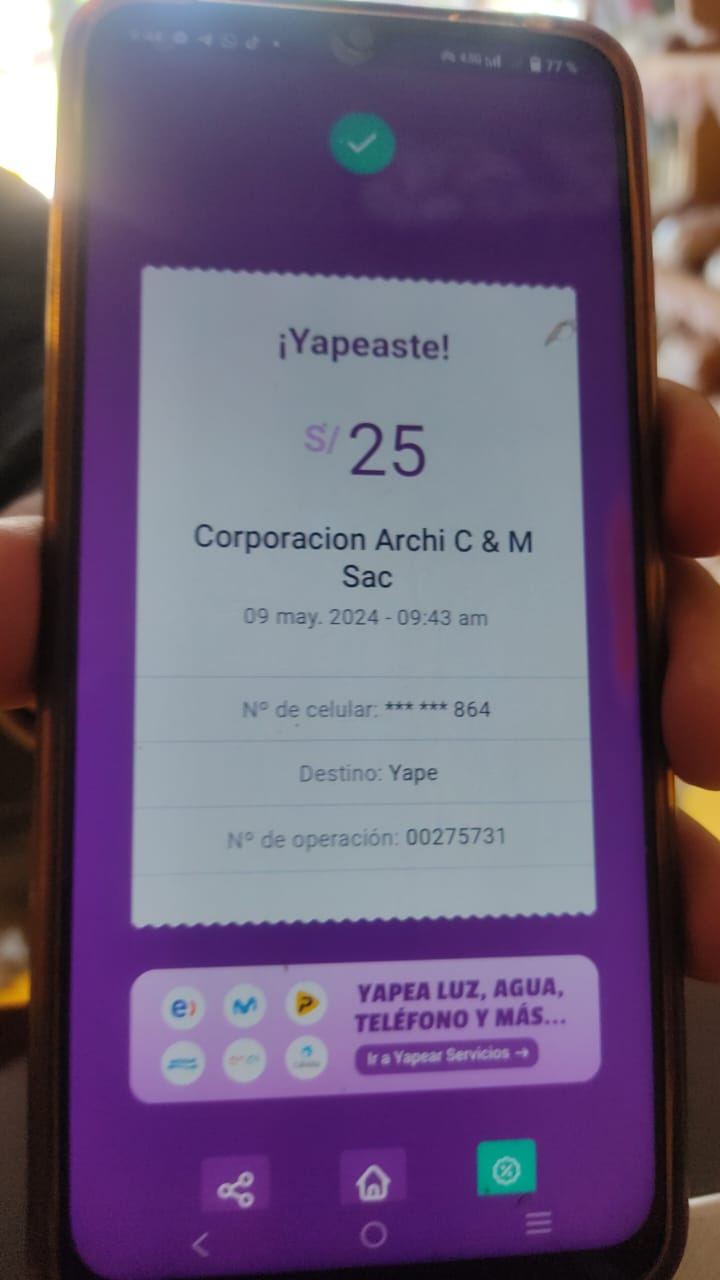 77 %
¡Yapeaste!
S/ 25
Corporacion Archi C & M
Sac
09 may. 2024 - 09:43 am
Nº de celular: *** *** 864
Destino: Yape
Nº de operación: 00275731
YAPEA LUZ, AGUA,
TELÉFONO Y MÁS...
Ir a Yapear Servicios →